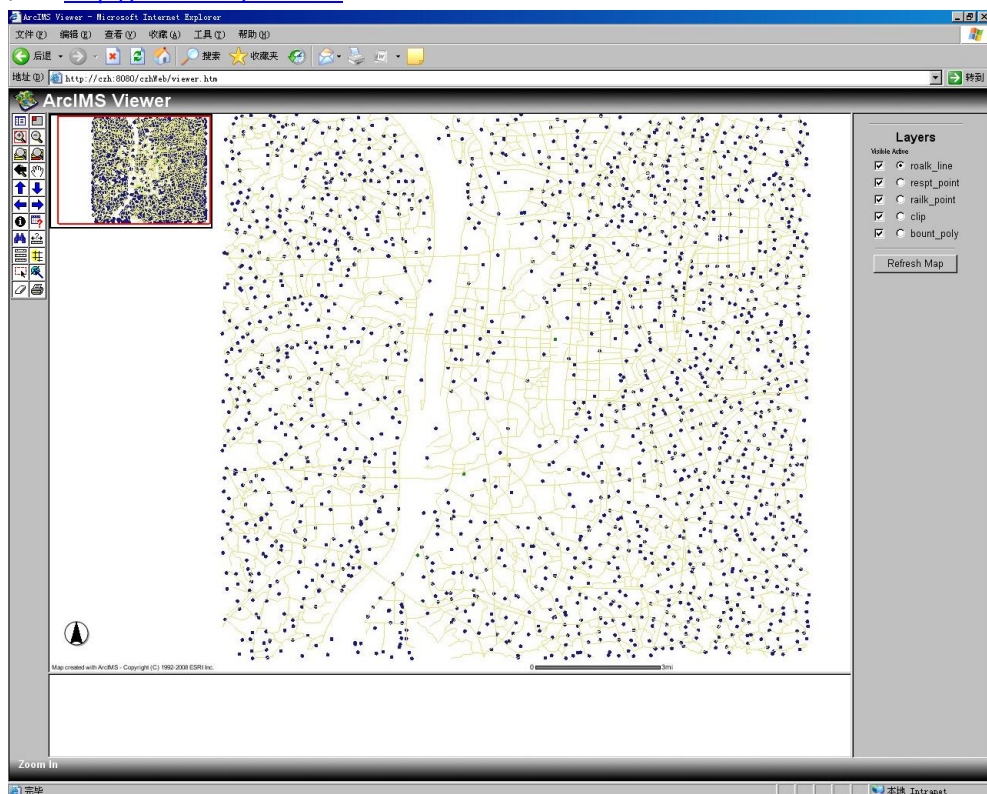 ArcIMS Viewer - Microsoft Internet Explorer
文件(F) 编辑(E) 查看(V) 收藏(A) 工具(T) 帮助(H)
后退 搜索 收藏夹
地址(D) http://czh:8080/czhWeb/viewer.htm 转到
ArcIMS Viewer
Layers
Visible Active
roalk_line
respt_point
railk_point
clip
bount_poly
Refresh Map
Map created with ArcIMS - Copyright (C) 1992-2008 ESRI Inc.
0 3mi
Zoom In
完毕 本地 Intranet